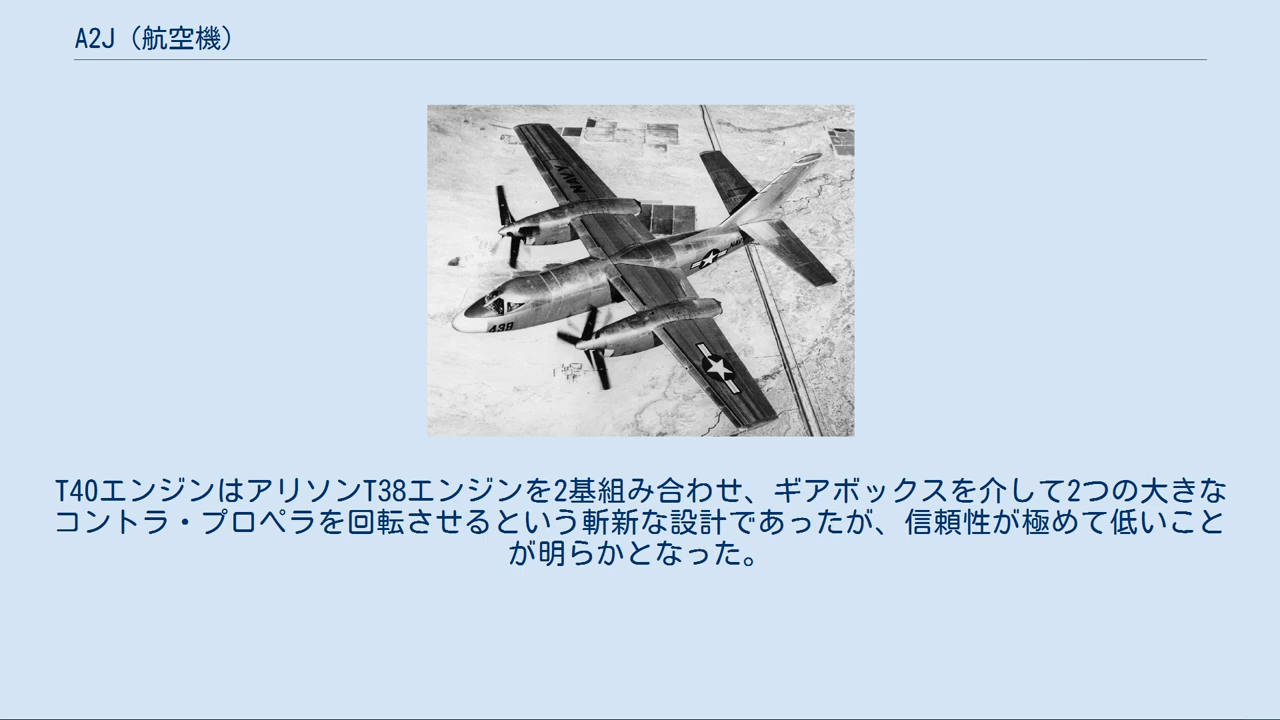 A2J（航空機）
NAVY
NAVY
438
T40エンジンはアリソンT38エンジンを2基組み合わせ、ギアボックスを介して2つの大きな
コントラ・プロペラを回転させるという斬新な設計であったが、信頼性が極めて低いこと
が明らかとなった。